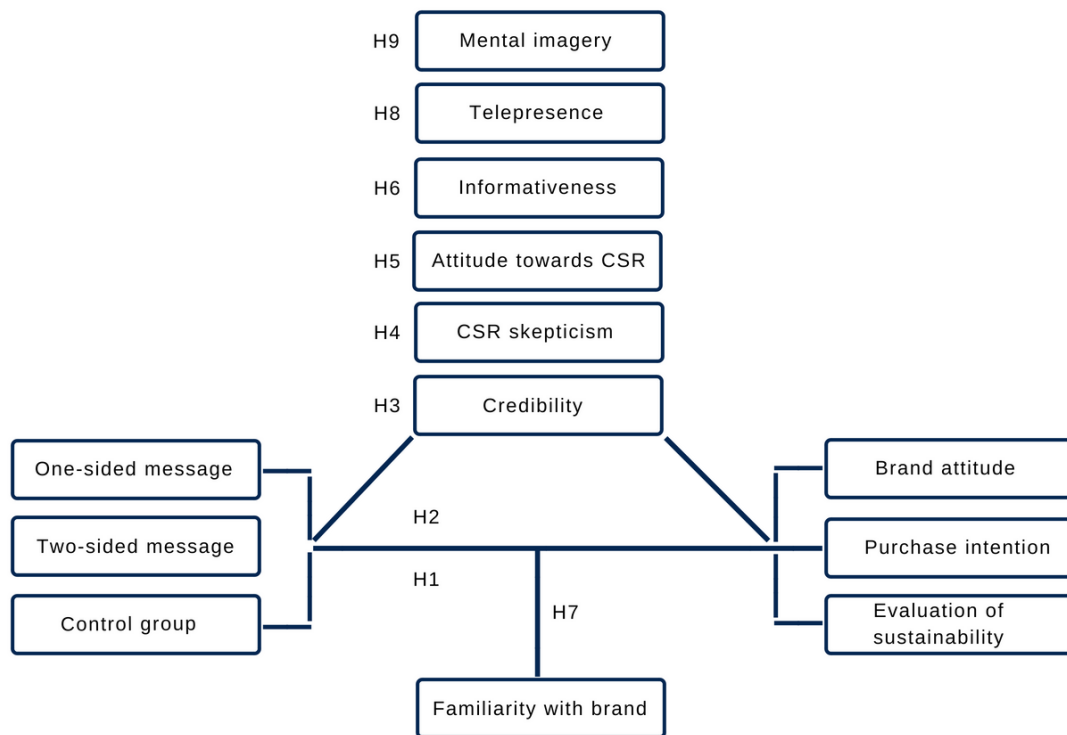 H9 Mental imagery
H8 Telepresence
H6 Informativeness
H5 Attitude towards CSR
H4 CSR skepticism
H3 Credibility
One-sided message
Two-sided message
Control group
H2
H1
H7
Brand attitude
Purchase intention
Evaluation of
sustainability
Familiarity with brand